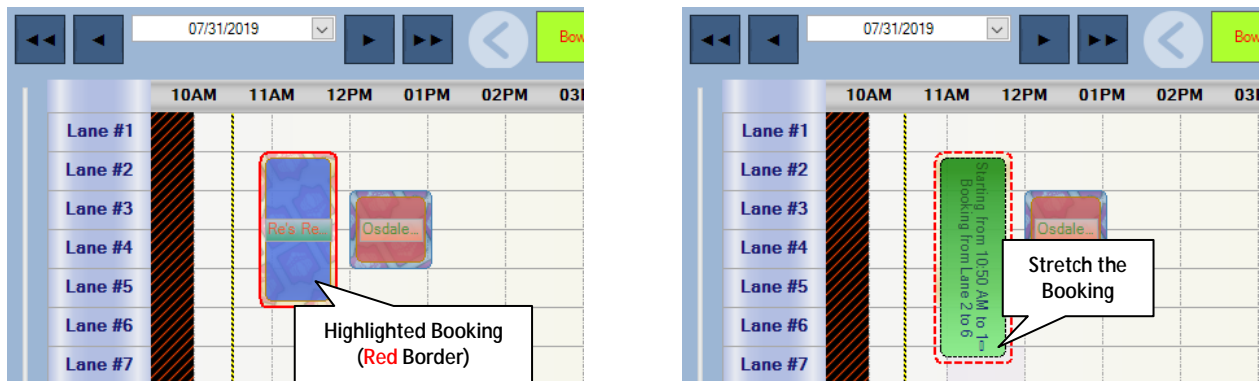 07/31/2019
Bow
10AM 11AM 12PM 01PM 02PM 03
Lane #1
Lane #2
Lane #3
Lane #4
Lane #5
Lane #6
Lane #7
Re's Re...
Osdale...
Highlighted Booking
(Red Border)
07/31/2019
Bow
10AM 11AM 12PM 01PM 02PM 03
Lane #1
Lane #2
Lane #3
Lane #4
Lane #5
Lane #6
Lane #7
Starting from 10:50 AM to 1
Booking from Lane 2 to 6
Osdale...
Stretch the
Booking